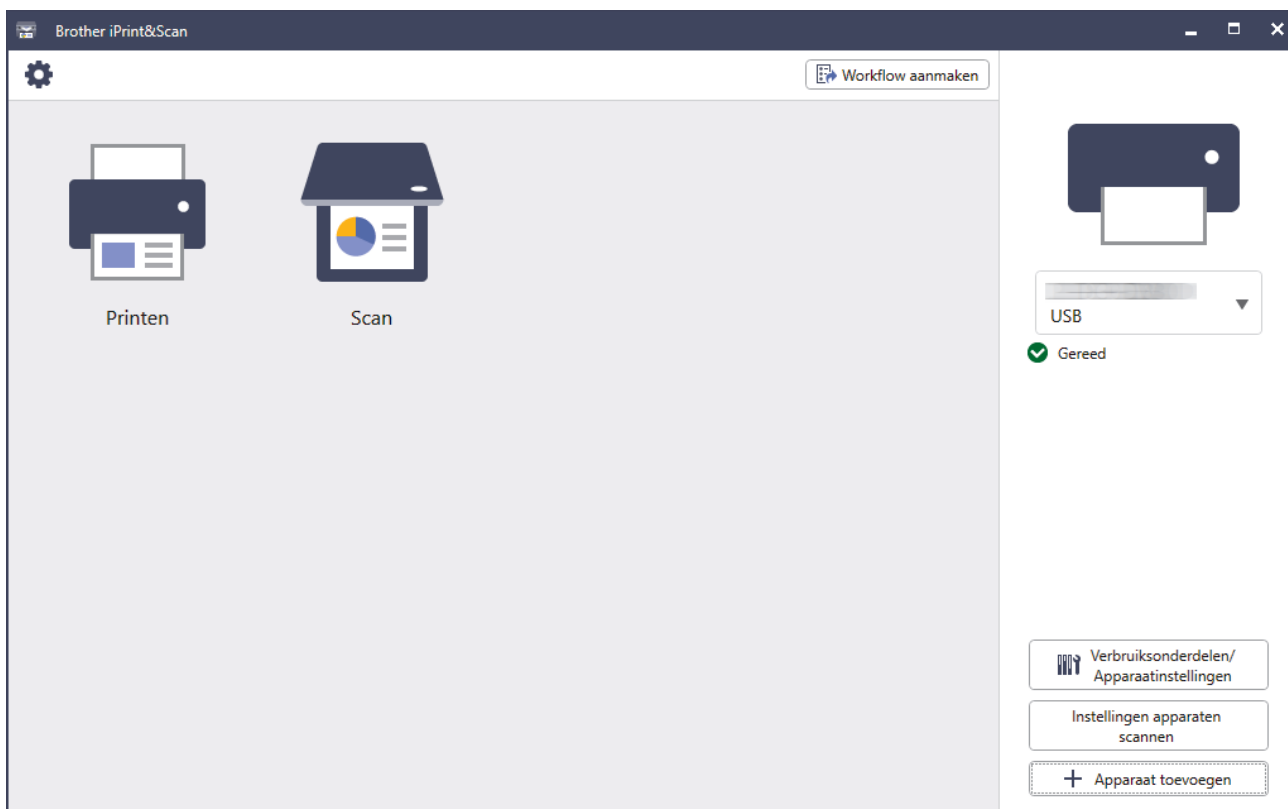 Brother iPrint&Scan
Workflow aanmaken
Printen
Scan
USB
Gereed
Verbruiksonderdelen/
Apparaatinstellingen
Instellingen apparaten
scannen
Apparaat toevoegen